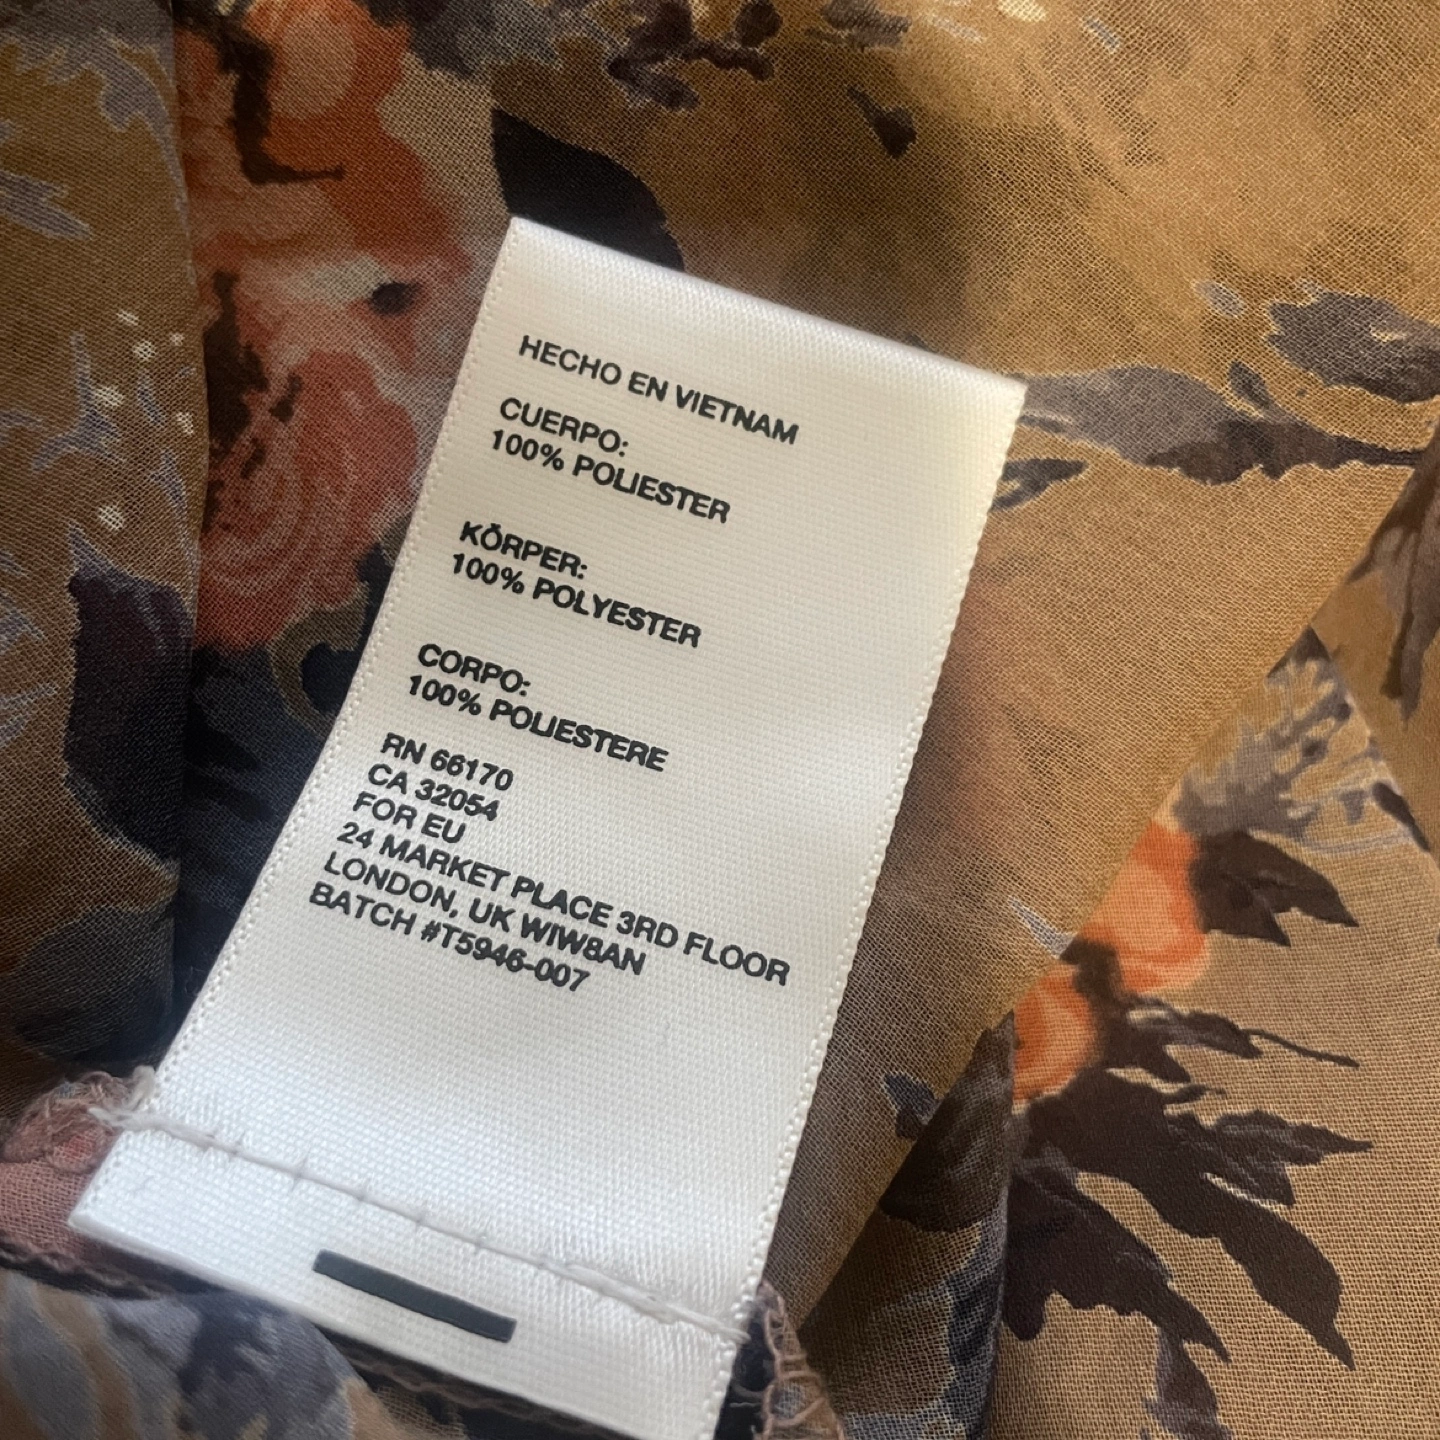 HECHO EN VIETNAM
CUERPO:
100% POLIESTER
KÖRPER:
100% POLYESTER
CORPO:
100% POLIESTERE
RN 66170
CA 32054
FOR EU
24 MARKET PLACE 3RD FLOOR
LONDON, UK WIW8AN
BATCH #T5946-007